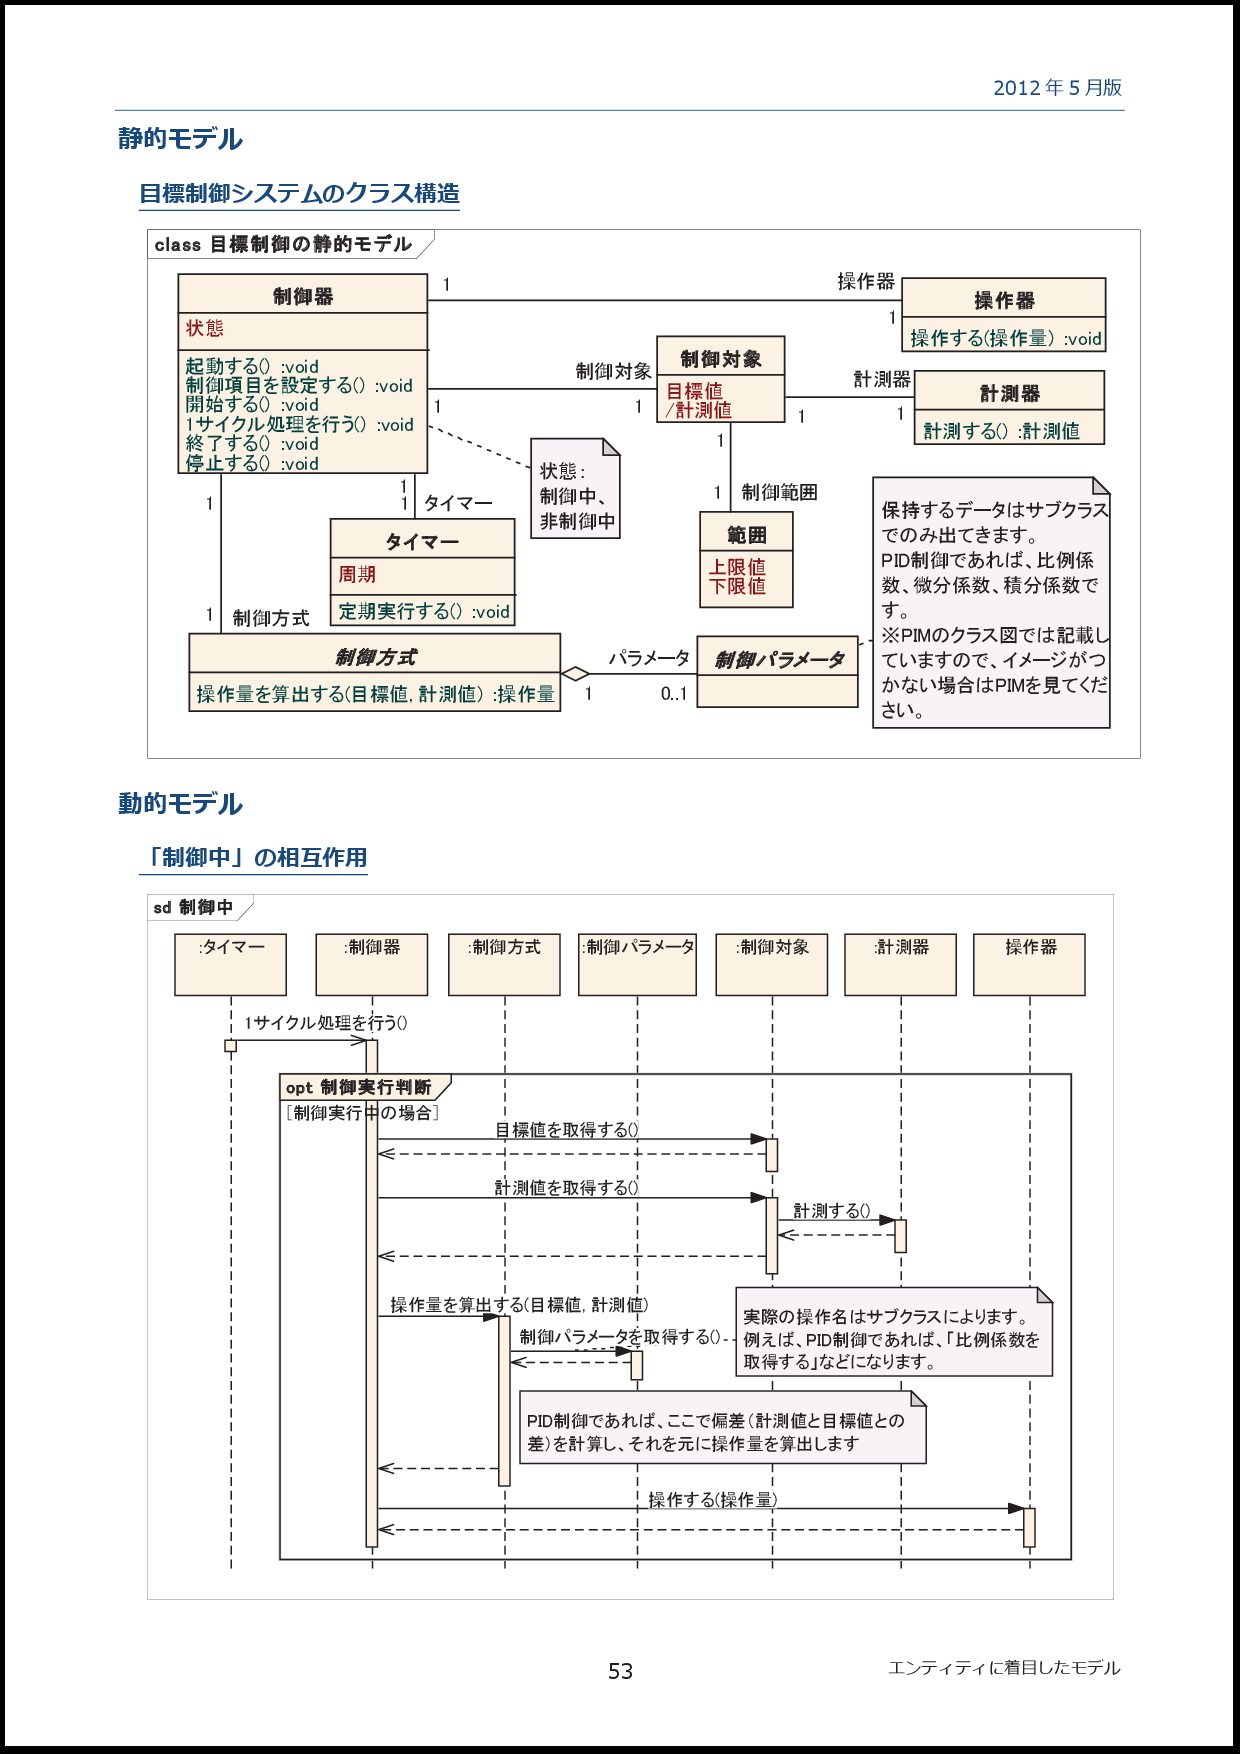 2012 年 5 月版
静的モデル
目標制御システムのクラス構造
class 目標制御の静的モデル
制御器
状態
起動する() :void
制御項目を設定する() :void
開始する() :void
1サイクル処理を行う() :void
終了する() :void
停止する() :void
1
操作器
1
操作器
操作する(操作量) :void
制御対象
1
1
制御対象
目標値
/計測値
計測器
1
1
計測器
計測する() :計測値
状態:
制御中、
非制御中
1
1
制御範囲
範囲
上限値
下限値
1
1
タイマー
タイマー
周期
定期実行する() :void
1
1
制御方式
制御方式
操作量を算出する(目標値, 計測値) :操作量
パラメータ
1
0..1
制御パラメータ
保持するデータはサブクラス
でのみ出てきます。
PID制御であれば、比例係
数、微分係数、積分係数で
す。
※PIMのクラス図では記載し
ていますので、イメージがつ
かない場合はPIMを見てくだ
さい。
動的モデル
「制御中」の相互作用
sd 制御中
:タイマー
:制御器
:制御方式
:制御パラメータ
:制御対象
:計測器
操作器
1サイクル処理を行う()
opt 制御実行判断
[制御実行中の場合]
目標値を取得する()
計測値を取得する()
計測する()
操作量を算出する(目標値, 計測値)
制御パラメータを取得する()
実際の操作名はサブクラスによります。
例えば、PID制御であれば、「比例係数を
取得する」などになります。
PID制御であれば、ここで偏差(計測値と目標値との
差)を計算し、それを元に操作量を算出します
操作する(操作量)
53
エンティティに着目したモデル